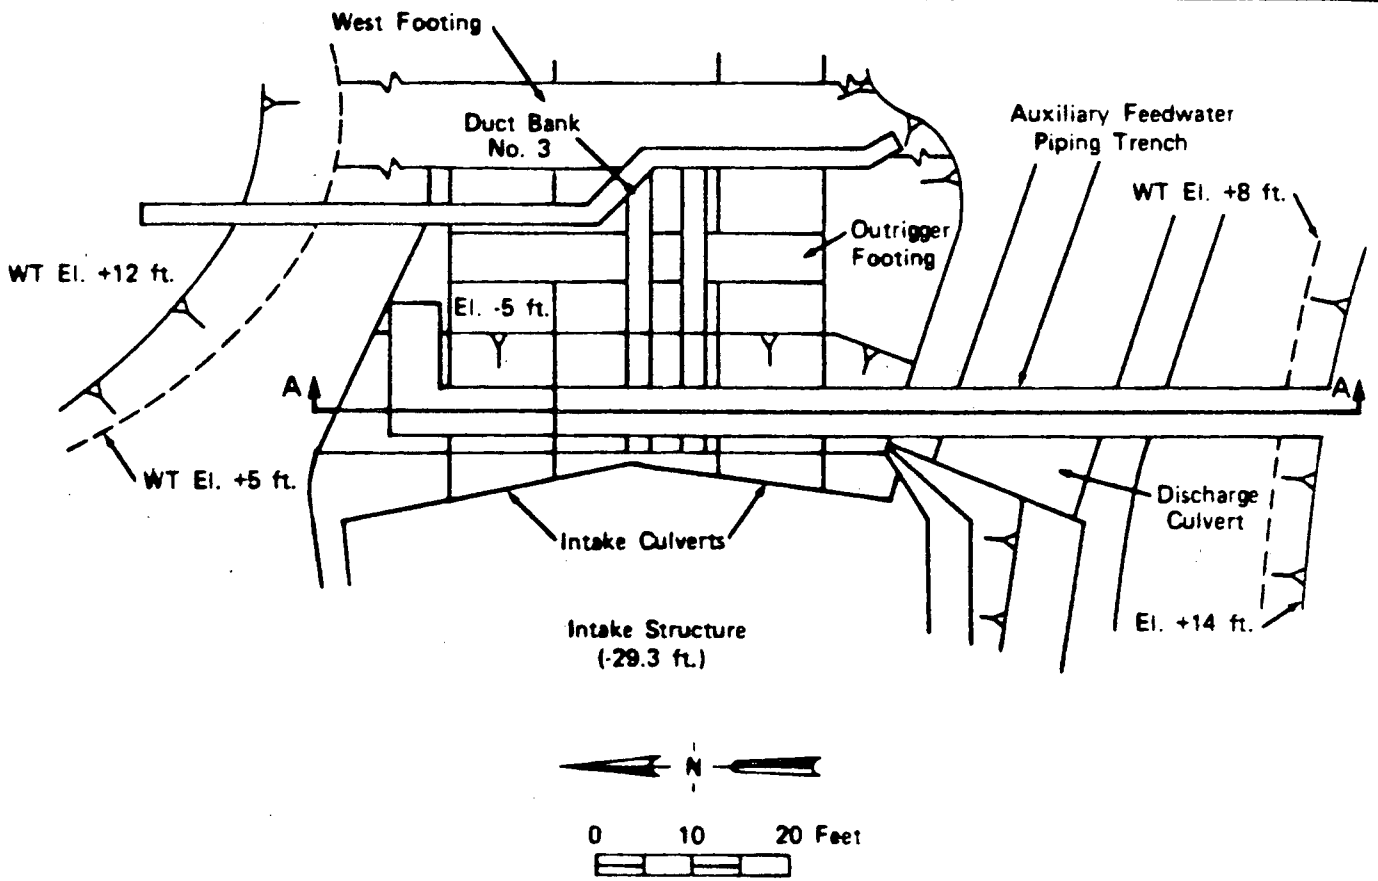 West Footing
Duct Bank
No. 3
Auxiliary Feedwater
Piping Trench
WT El. +8 ft.
Outrigger
Footing
WT El. +12 ft.
El. -5 ft.
A
A
WT El. +5 ft.
Discharge
Culvert
Intake Culverts
El. +14 ft.
Intake Structure
(-29.3 ft.)
N
0 10 20 Feet